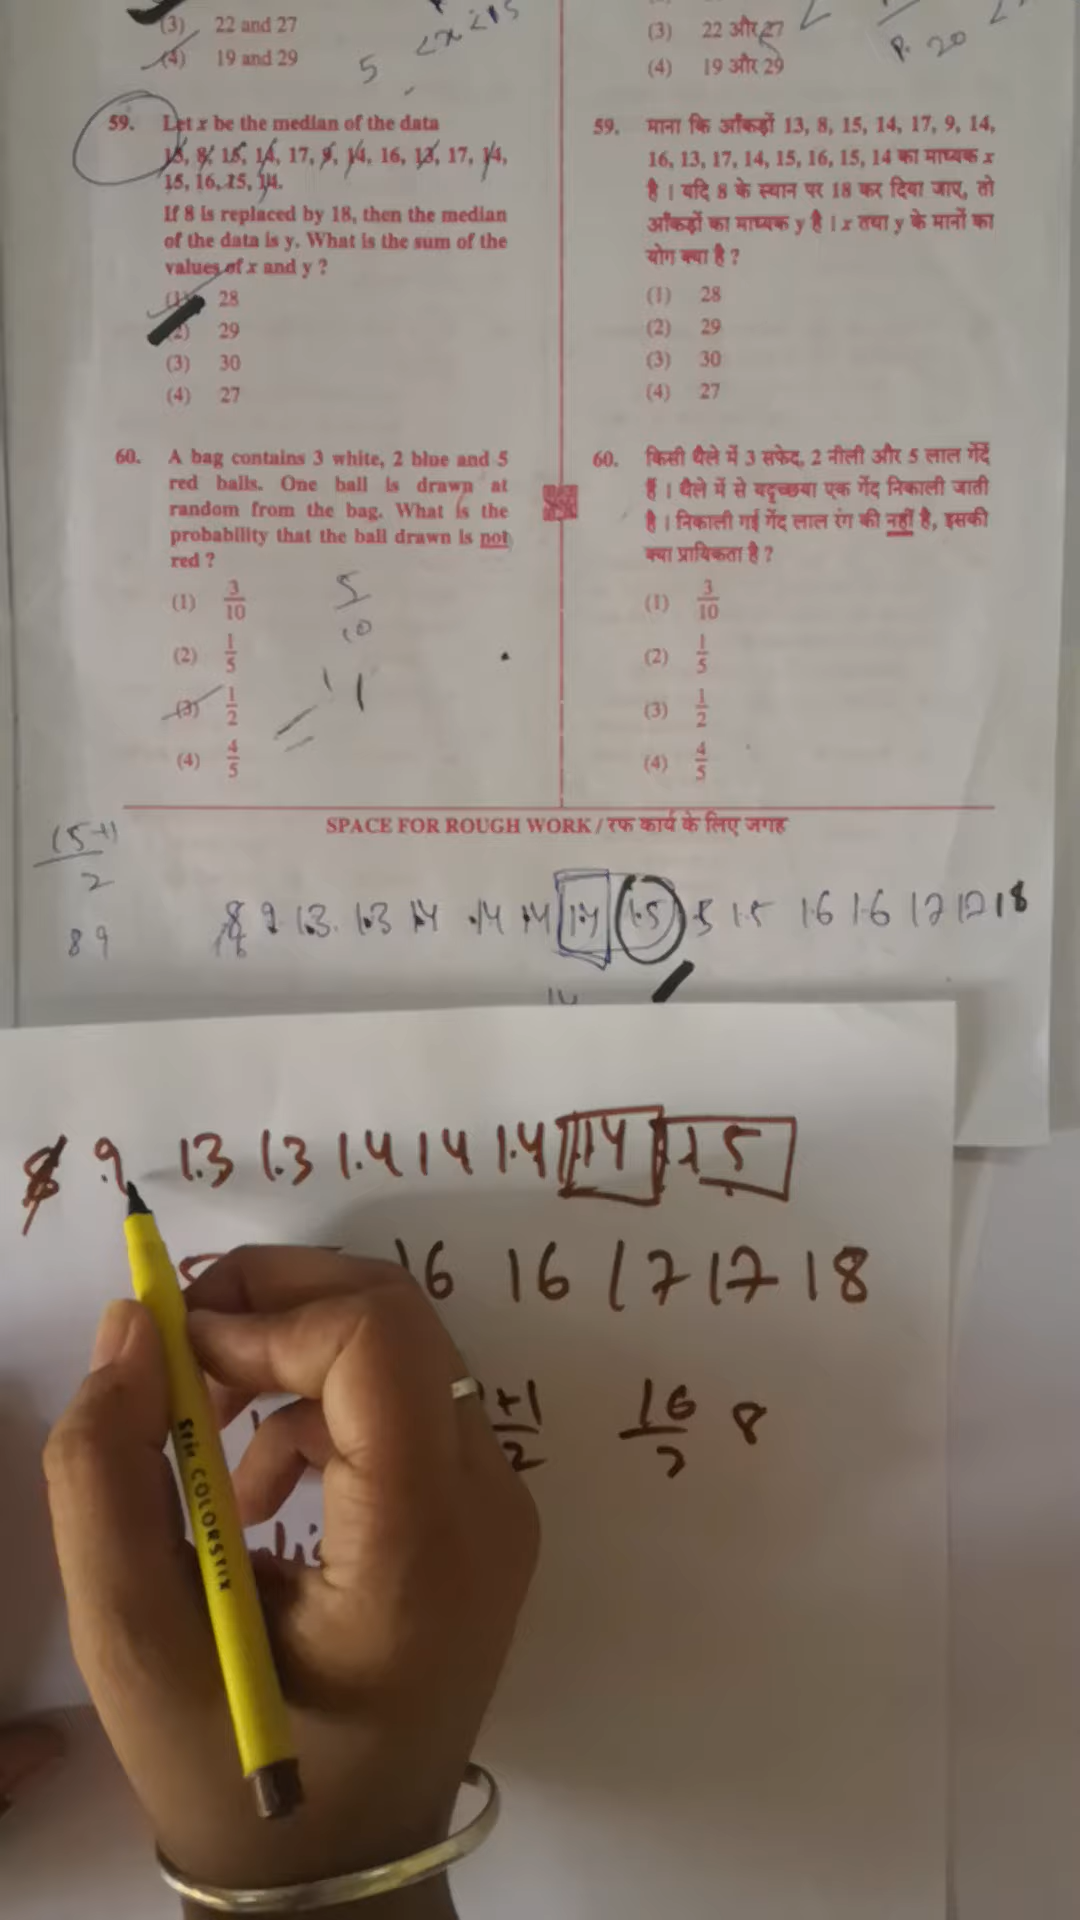 (3) 22 and 27
(4) 19 and 29
5
59. Let x be the median of the data
13, 8, 15, 14, 17, 9, 14, 16, 13, 17, 14,
15, 16, 15, 14.
If 8 is replaced by 18, then the median
of the data is y. What is the sum of the
values of x and y ?
(1) 28
(2) 29
(3) 30
(4) 27
60. A bag contains 3 white, 2 blue and 5
red balls. One ball is drawn at
random from the bag. What is the
probability that the ball drawn is not
red ?
(1) 3/10
(2) 1/5
(3) 1/2
(4) 4/5
5/10
(3) 22 और 27
(4) 19 और 29
P. 20
59. माना कि आँकड़ों 13, 8, 15, 14, 17, 9, 14,
16, 13, 17, 14, 15, 16, 15, 14 का माध्यक x
है । यदि 8 के स्थान पर 18 कर दिया जाए, तो
आँकड़ों का माध्यक y है । x तथा y के मानों का
योग क्या है ?
(1) 28
(2) 29
(3) 30
(4) 27
60. किसी थैले में 3 सफेद, 2 नीली और 5 लाल गेंदें
हैं । थैले में से यदृच्छया एक गेंद निकाली जाती
है । निकाली गई गेंद लाल रंग की नहीं है, इसकी
क्या प्रायिकता है ?
(1) 3/10
(2) 1/5
(3) 1/2
(4) 4/5
SPACE FOR ROUGH WORK / रफ कार्य के लिए जगह
15+1
2
8 9
8 9 13 13 14 14 14 14 15 15 15 16 16 17 17 18
14
8 9 13 13 14 14 14 14 15
16 16 17 17 18
+1/2 16/2 8
Stic COLORSTIX